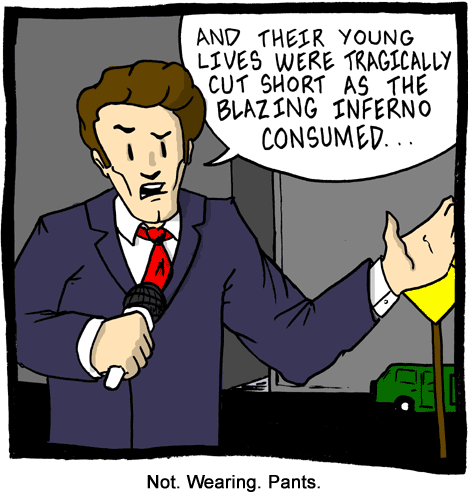 AND THEIR YOUNG
LIVES WERE TRAGICALLY
CUT SHORT AS THE
BLAZING INFERNO
CONSUMED...
Not. Wearing. Pants.